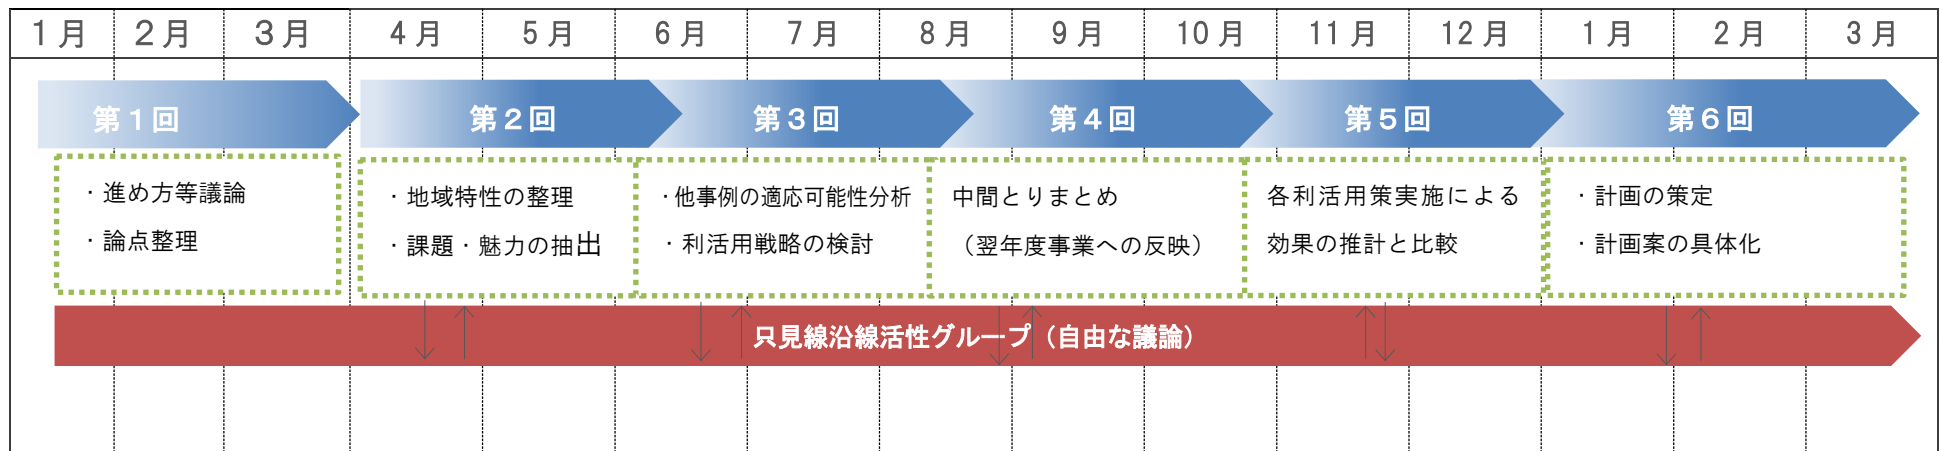 1月 2月 3月 4月 5月 6月 7月 8月 9月 10月 11月 12月 1月 2月 3月
第1回 第2回 第3回 第4回 第5回 第6回
・進め方等議論
・論点整理
・地域特性の整理
・課題・魅力の抽出
・他事例の適応可能性分析
・利活用戦略の検討
中間とりまとめ
（翌年度事業への反映）
各利活用策実施による
効果の推計と比較
・計画の策定
・計画案の具体化
只見線沿線活性グループ（自由な議論）